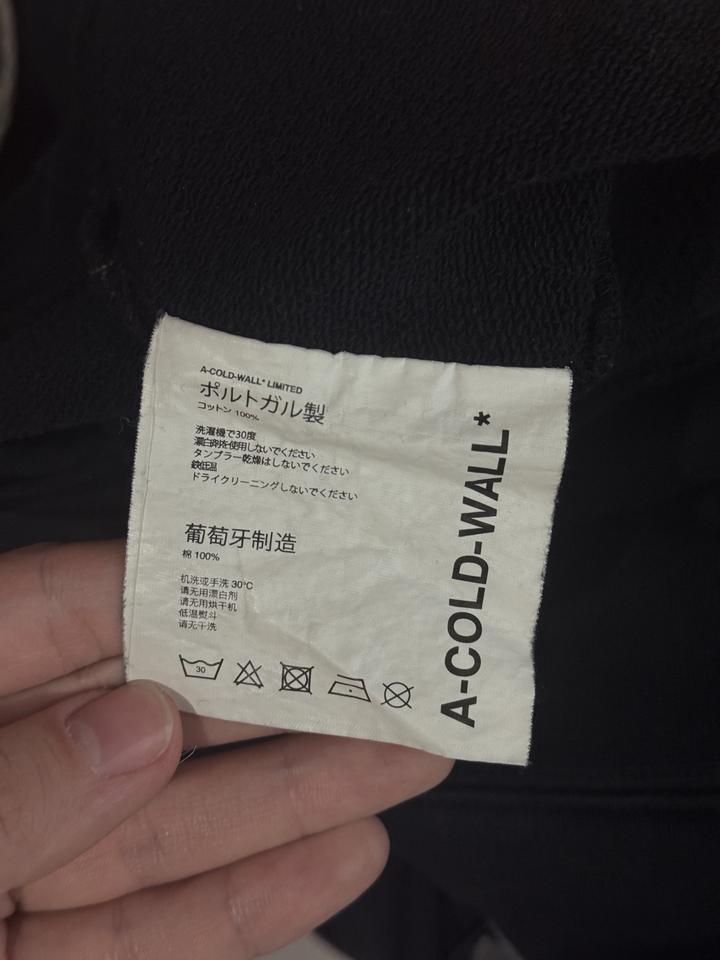 A-COLD-WALL* LIMITED
ポルトガル製
コットン 100%
洗濯機で30度
漂白剤を使用しないでください
タンブラー乾燥はしないでください
鉄低温
ドライクリーニングしないでください
葡萄牙制造
棉 100%
机洗或手洗 30°C
请无用漂白剂
请无用烘干机
低温熨斗
请无干洗
30
A-COLD-WALL*